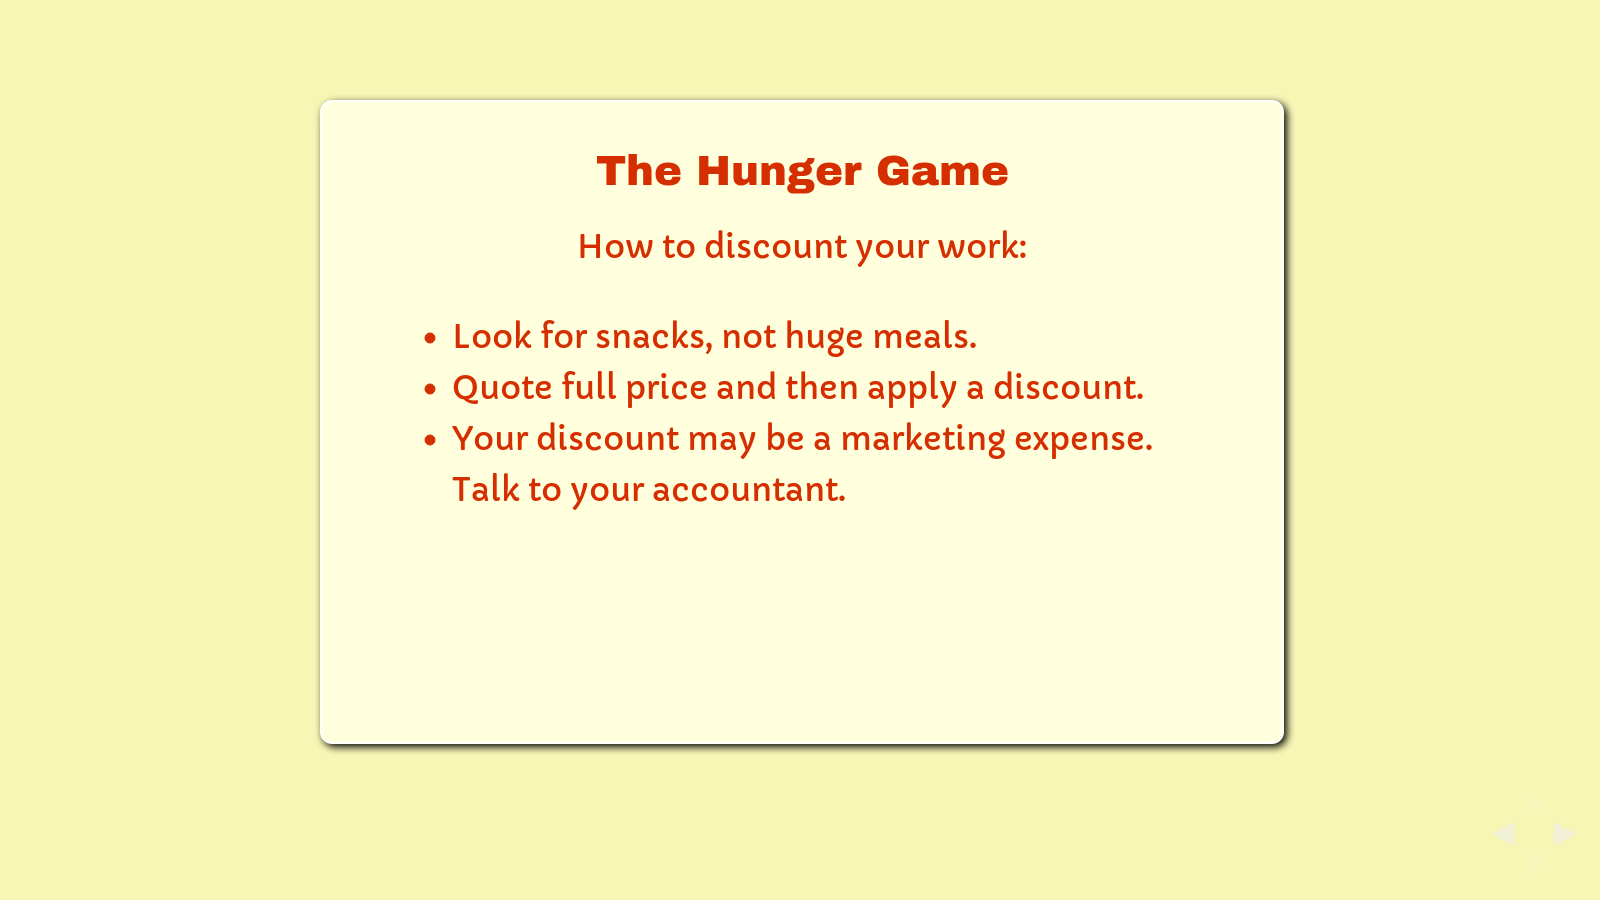 The Hunger Game
How to discount your work:
• Look for snacks, not huge meals.
• Quote full price and then apply a discount.
• Your discount may be a marketing expense.
Talk to your accountant.